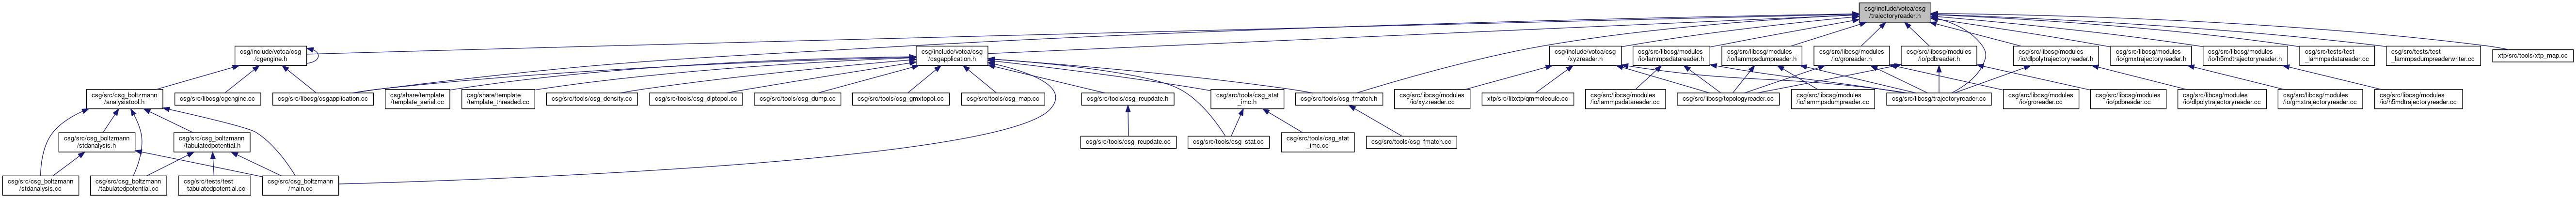 csg/include/votca/csg
/trajectoryreader.h
csg/include/votca/csg
/cgengine.h
csg/include/votca/csg
/csgapplication.h
csg/include/votca/csg
/xyzreader.h
csg/src/libcsg/modules
/io/lammpsdatareader.h
csg/src/libcsg/modules
/io/lammpsdumpreader.h
csg/src/libcsg/modules
/io/groreader.h
csg/src/libcsg/modules
/io/pdbreader.h
csg/src/libcsg/modules
/io/dlpolytrajectoryreader.h
csg/src/libcsg/modules
/io/gmxtrajectoryreader.h
csg/src/libcsg/modules
/io/h5mdtrajectoryreader.h
csg/src/tests/test
_lammpsdatareader.cc
csg/src/tests/test
_lammpsdumpreaderwriter.cc
xtp/src/tools/xtp_map.cc
csg/src/csg_boltzmann
/analysistool.h
csg/src/libcsg/cgengine.cc
csg/src/libcsg/csgapplication.cc
csg/share/template
/template_serial.cc
csg/share/template
/template_threaded.cc
csg/src/tools/csg_density.cc
csg/src/tools/csg_dlptopol.cc
csg/src/tools/csg_dump.cc
csg/src/tools/csg_gmxtopol.cc
csg/src/tools/csg_map.cc
csg/src/tools/csg_reupdate.h
csg/src/tools/csg_stat
_imc.h
csg/src/tools/csg_fmatch.h
csg/src/libcsg/modules
/io/xyzreader.cc
xtp/src/libxtp/qmmolecule.cc
csg/src/libcsg/modules
/io/lammpsdatareader.cc
csg/src/libcsg/topologyreader.cc
csg/src/libcsg/modules
/io/lammpsdumpreader.cc
csg/src/libcsg/trajectoryreader.cc
csg/src/libcsg/modules
/io/groreader.cc
csg/src/libcsg/modules
/io/pdbreader.cc
csg/src/libcsg/modules
/io/dlpolytrajectoryreader.cc
csg/src/libcsg/modules
/io/gmxtrajectoryreader.cc
csg/src/libcsg/modules
/io/h5mdtrajectoryreader.cc
csg/src/csg_boltzmann
/stdanalysis.h
csg/src/csg_boltzmann
/tabulatedpotential.h
csg/src/tools/csg_reupdate.cc
csg/src/tools/csg_stat.cc
csg/src/tools/csg_stat
_imc.cc
csg/src/tools/csg_fmatch.cc
csg/src/csg_boltzmann
/stdanalysis.cc
csg/src/csg_boltzmann
/tabulatedpotential.cc
csg/src/tests/test
_tabulatedpotential.cc
csg/src/csg_boltzmann
/main.cc